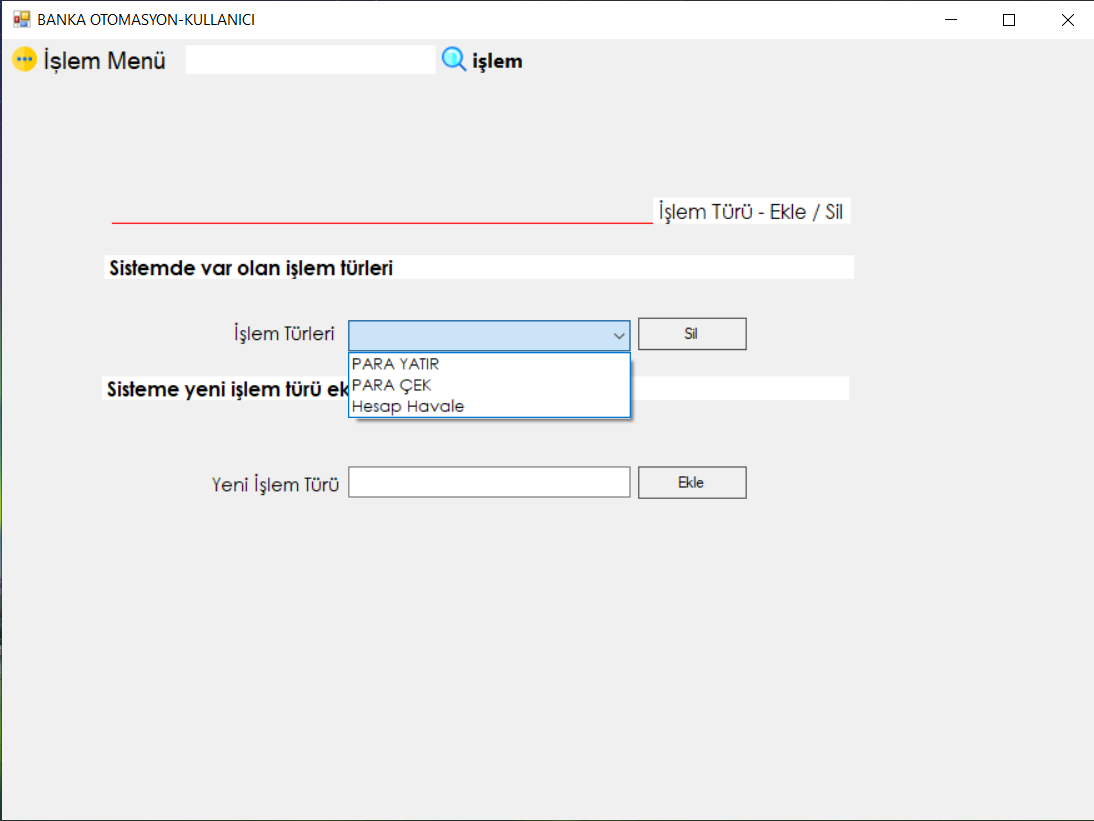 BANKA OTOMASYON-KULLANICI
İşlem Menü
işlem
İşlem Türü - Ekle / Sil
Sistemde var olan işlem türleri
İşlem Türleri
Sil
PARA YATIR
PARA ÇEK
Hesap Havale
Sisteme yeni işlem türü ek
Yeni İşlem Türü
Ekle